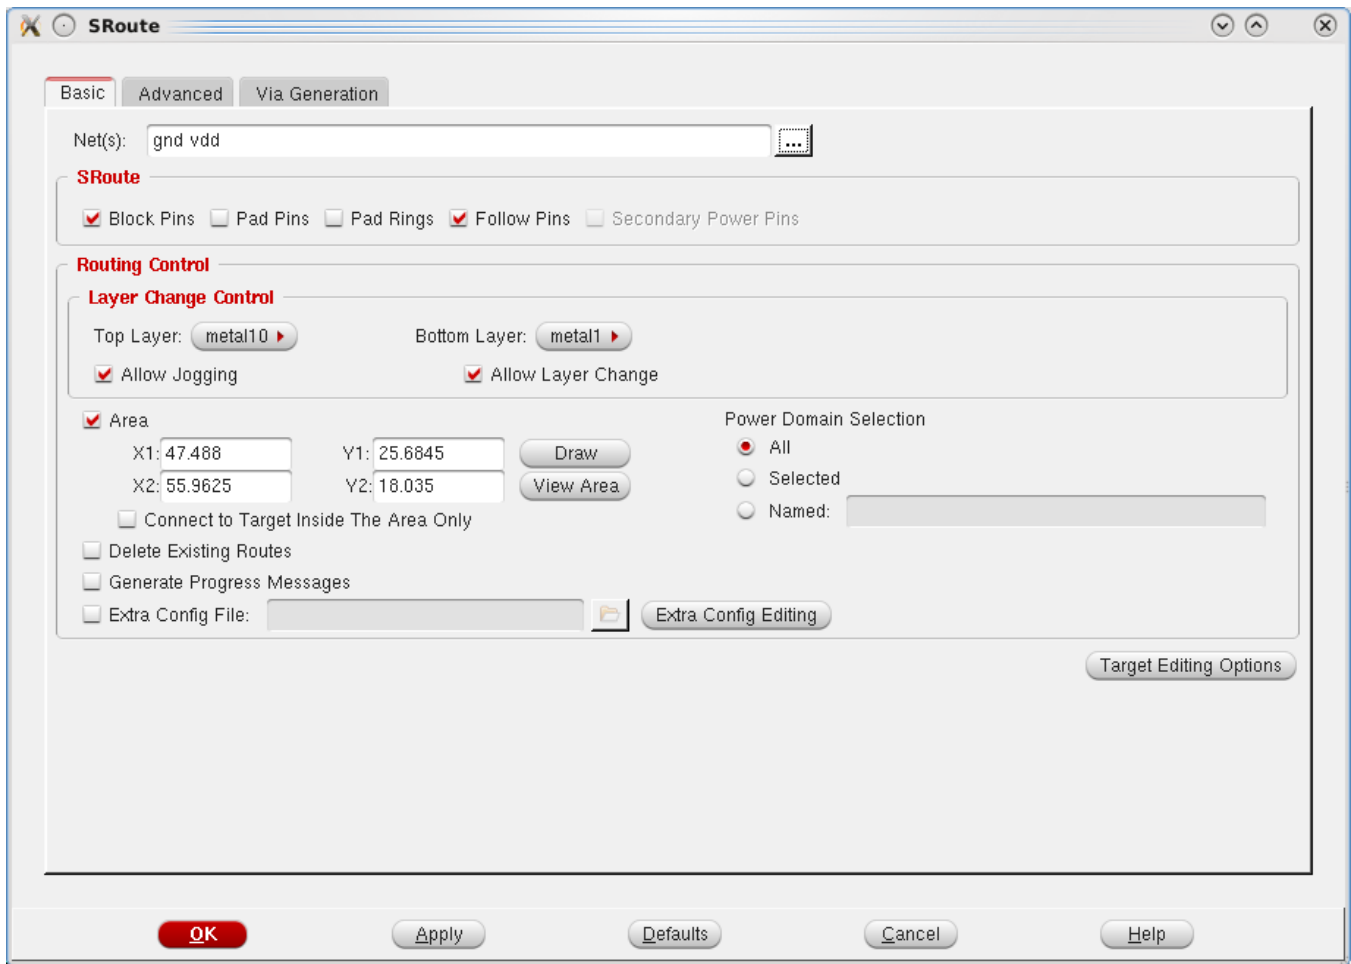 SRoute
Basic Advanced Via Generation
Net(s): gnd vdd ...
SRoute
Block Pins Pad Pins Pad Rings Follow Pins Secondary Power Pins
Routing Control
Layer Change Control
Top Layer: metal10 Bottom Layer: metal1
Allow Jogging Allow Layer Change
Area Power Domain Selection
X1: 47.488 Y1: 25.6845 Draw All
X2: 55.9625 Y2: 18.035 View Area Selected
Connect to Target Inside The Area Only Named:
Delete Existing Routes
Generate Progress Messages
Extra Config File: Extra Config Editing
Target Editing Options
OK Apply Defaults Cancel Help